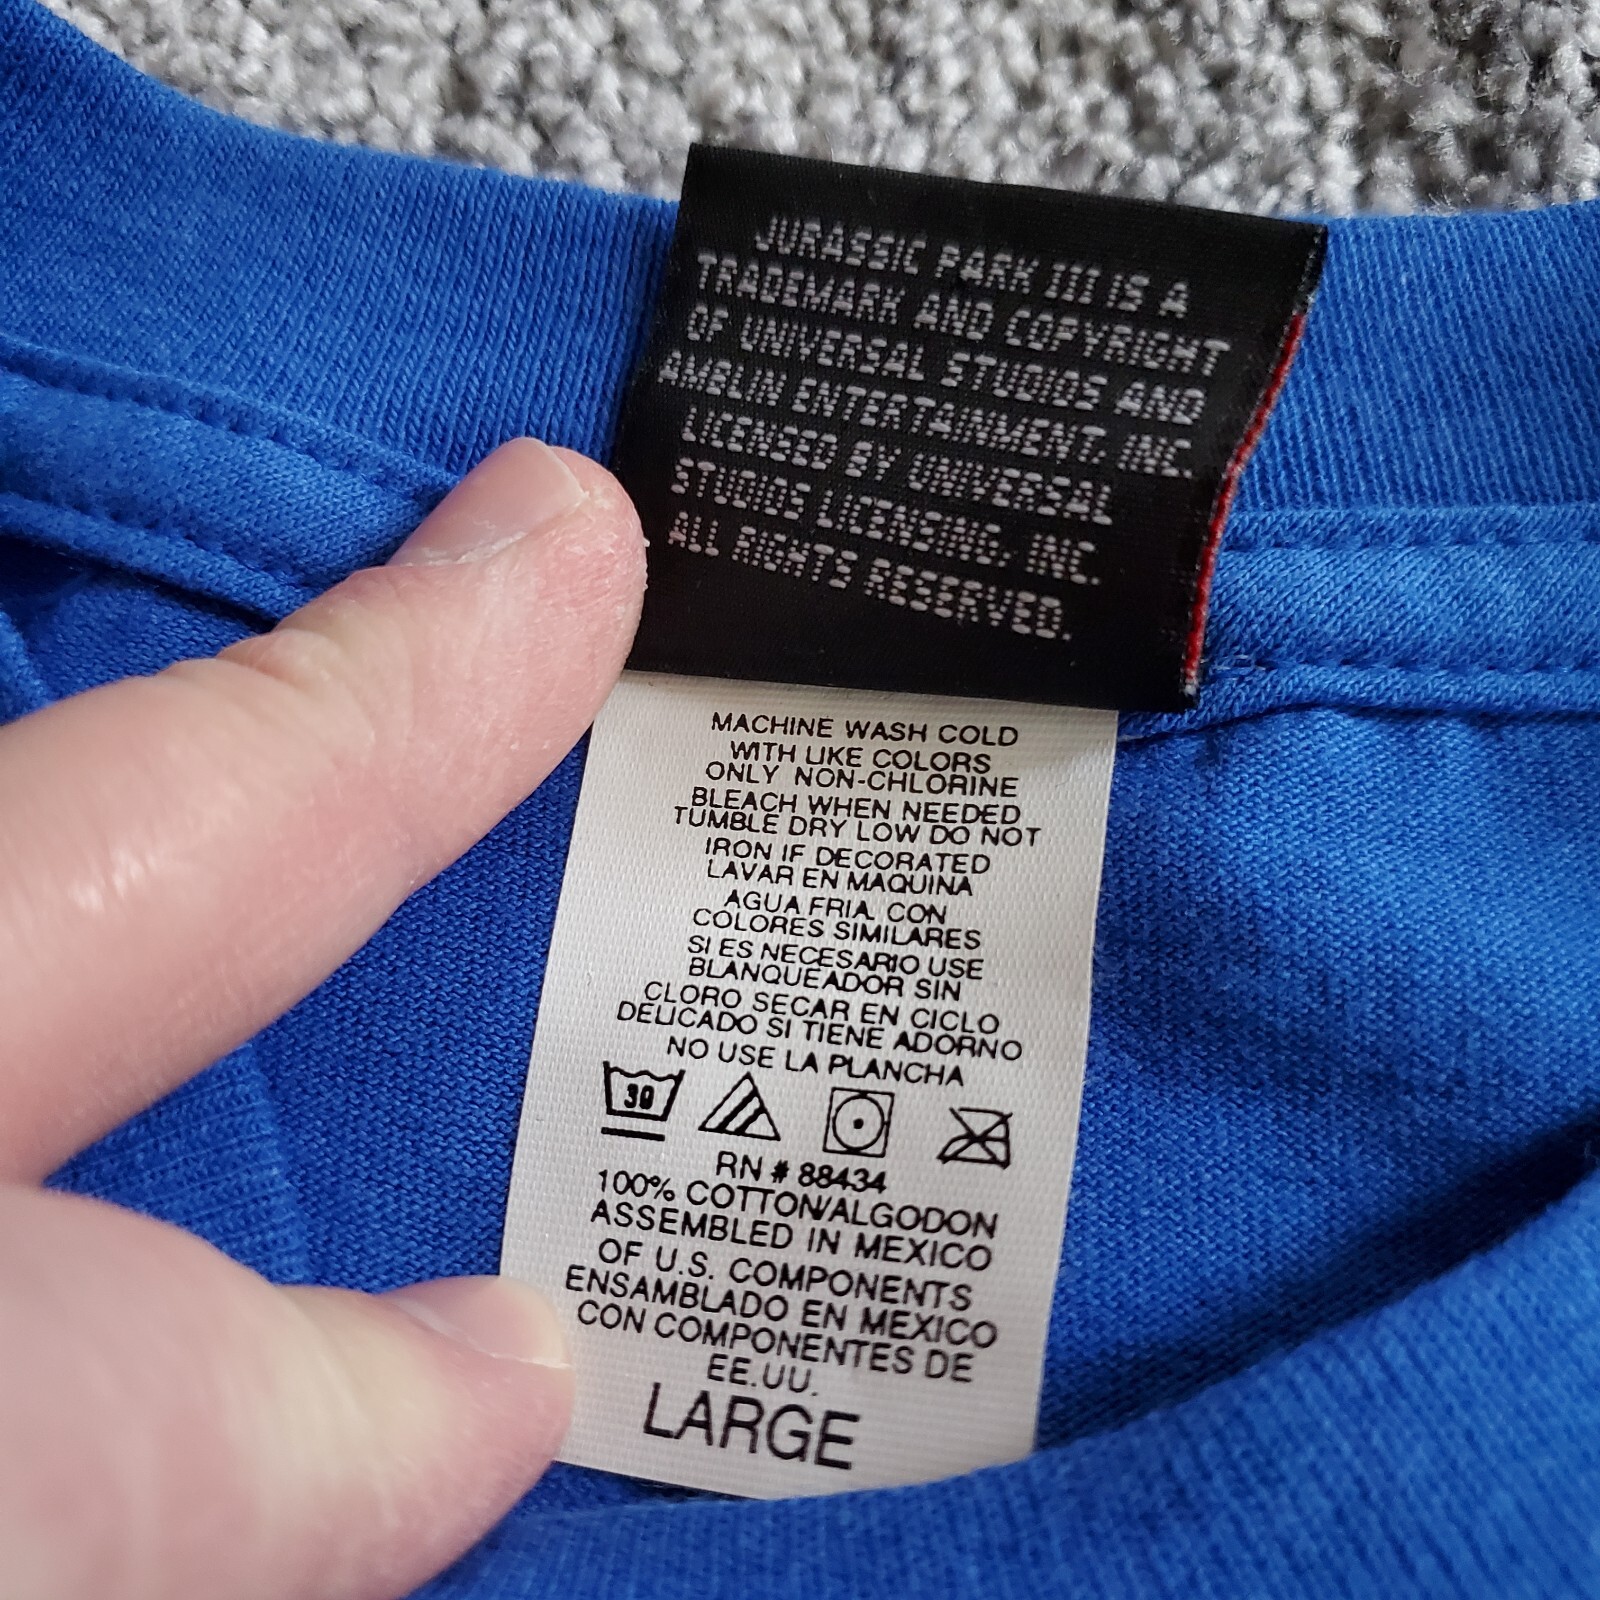 JURASSIC PARK III IS A
TRADEMARK AND COPYRIGHT
OF UNIVERSAL STUDIOS AND
AMBLIN ENTERTAINMENT, INC.
LICENSED BY UNIVERSAL
STUDIOS LICENSING, INC.
ALL RIGHTS RESERVED.
MACHINE WASH COLD
WITH LIKE COLORS
ONLY NON-CHLORINE
BLEACH WHEN NEEDED
TUMBLE DRY LOW DO NOT
IRON IF DECORATED
LAVAR EN MAQUINA
AGUA FRIA. CON
COLORES SIMILARES
SI ES NECESARIO USE
BLANQUEADOR SIN
CLORO SECAR EN CICLO
DELICADO SI TIENE ADORNO
NO USE LA PLANCHA
30
RN # 88434
100% COTTON/ALGODON
ASSEMBLED IN MEXICO
OF U.S. COMPONENTS
ENSAMBLADO EN MEXICO
CON COMPONENTES DE
EE.UU.
LARGE